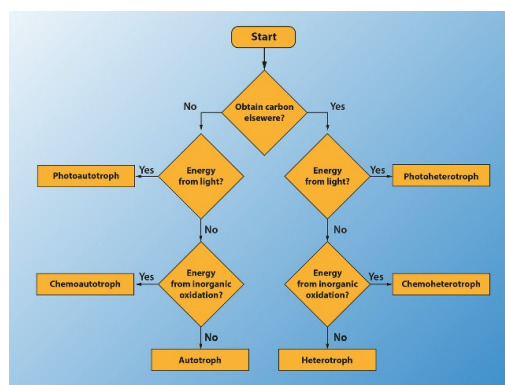 Start
No
Obtain carbon
elsewere?
Yes
Photoautotroph
Yes
Energy
from light?
Energy
from light?
Yes
Photoheterotroph
No
No
Chemoautotroph
Yes
Energy
from inorganic
oxidation?
Energy
from inorganic
oxidation?
Yes
Chemoheterotroph
No
No
Autotroph
Heterotroph